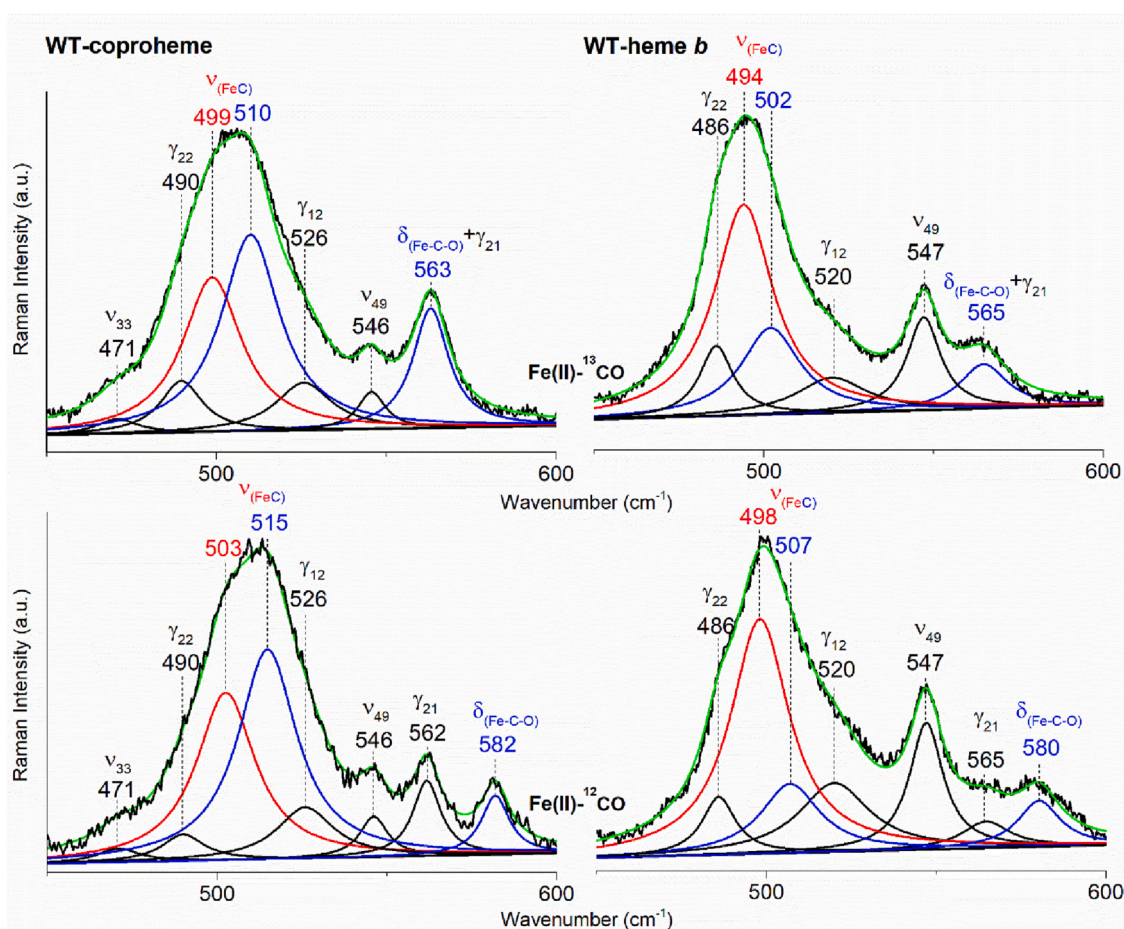 WT-coproheme
WT-heme b
ν(FeC)
499 510
γ22
490
γ12
526
ν33
471
ν49
546
δ(Fe-C-O)+γ21
563
ν(FeC)
494
502
γ22
486
γ12
520
ν49
547
δ(Fe-C-O)+γ21
565
Fe(II)-¹³CO
Raman Intensity (a.u.)
500
600
500
600
Wavenumber (cm⁻¹)
ν(FeC)
515
503
γ12
526
γ22
490
ν33
471
ν49
546
γ21
562
δ(Fe-C-O)
582
ν(FeC)
498
507
γ22
486
γ12
520
ν49
547
γ21
565
δ(Fe-C-O)
580
Fe(II)-¹²CO
Raman Intensity (a.u.)
500
600
500
600
Wavenumber (cm⁻¹)